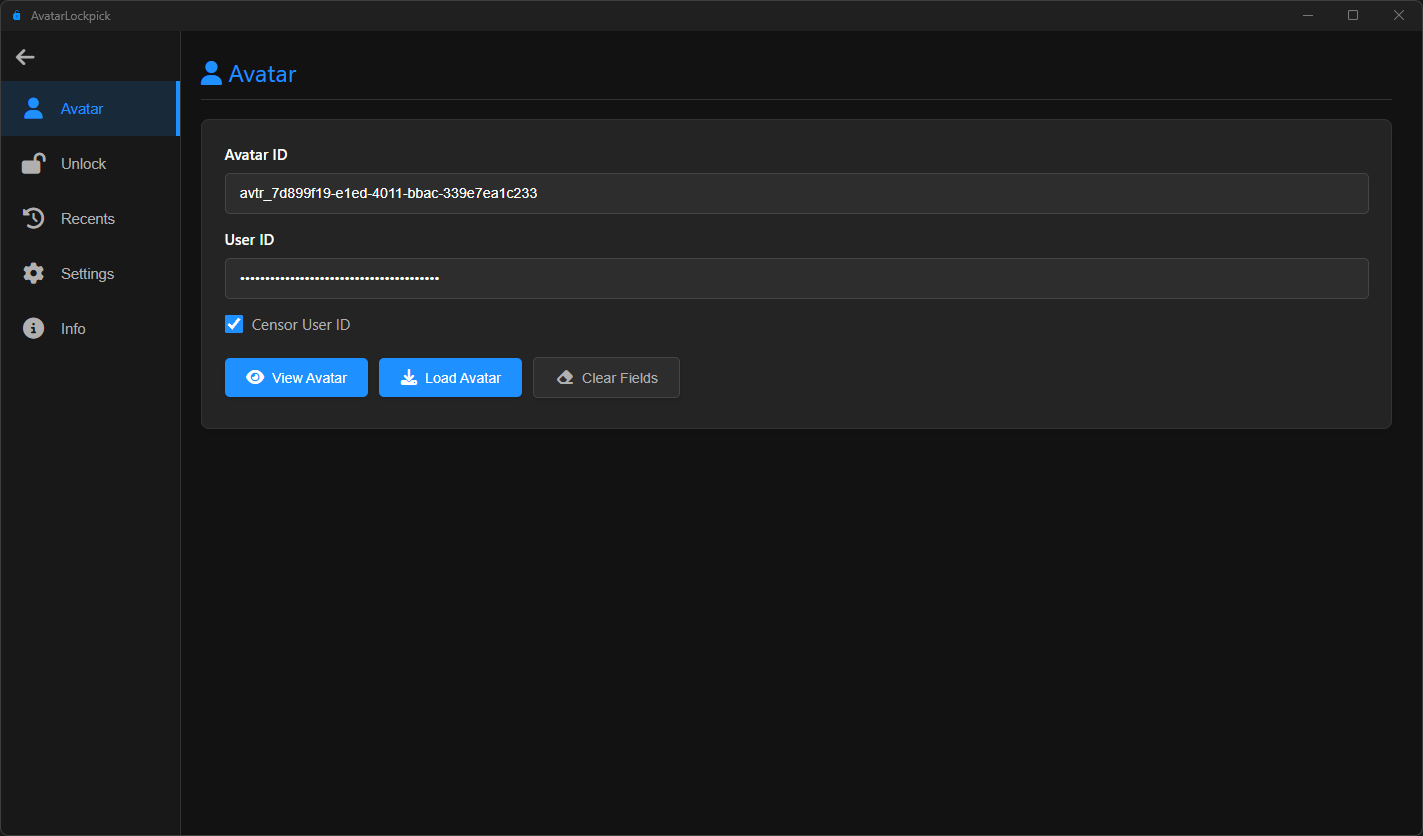 AvatarLockpick
Avatar
Unlock
Recents
Settings
Info
Avatar
Avatar ID
avtr_7d899f19-e1ed-4011-bbac-339e7ea1c233
User ID
••••••••••••••••••••••••••••••••••••••••
Censor User ID
View Avatar
Load Avatar
Clear Fields